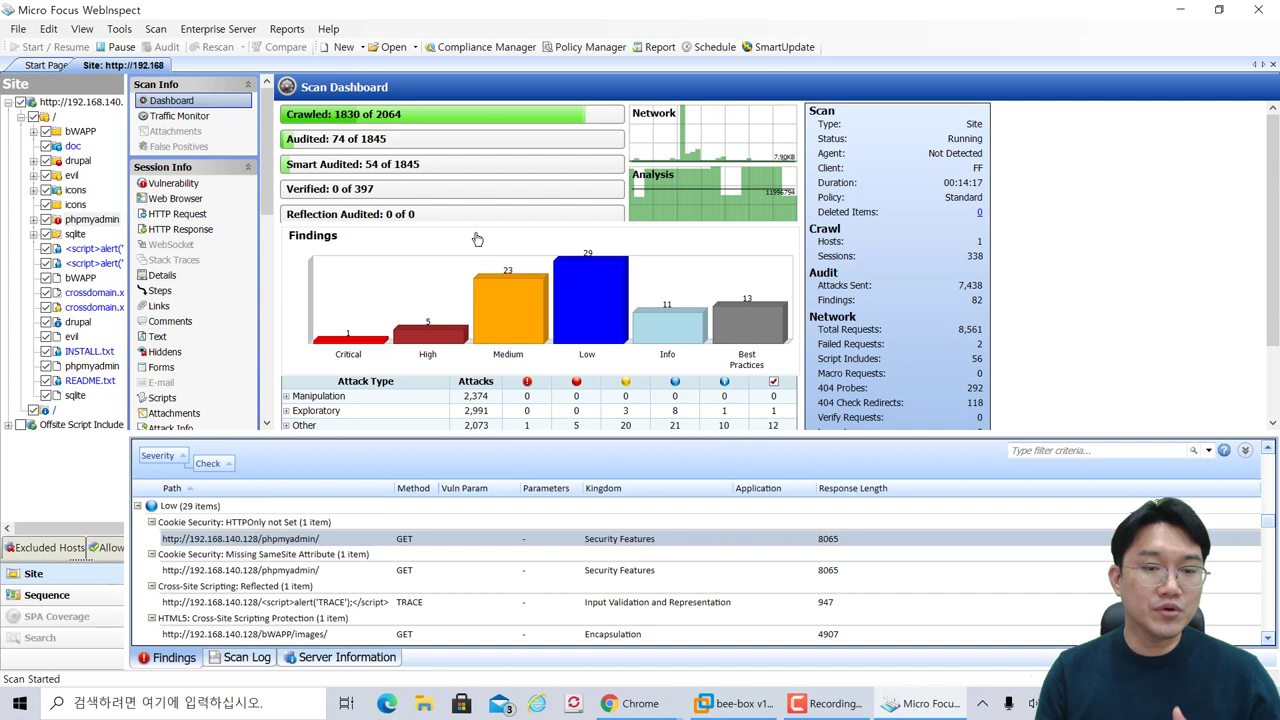 Micro Focus WebInspect
File Edit View Tools Scan Enterprise Server Reports Help
Start / Resume Pause Audit Rescan Compare New Open Compliance Manager Policy Manager Report Schedule SmartUpdate
Start Page Site: http://192.168
Site
http://192.168.140.
/
bWAPP
doc
drupal
evil
icons
icons
phpmyadmin
sqlite
<script>alert('
<script>alert('
bWAPP
crossdomain.x
crossdomain.x
drupal
evil
INSTALL.txt
phpmyadmin
README.txt
sqlite
/
Offsite Script Include
Excluded Hosts Allow
Site
Sequence
SPA Coverage
Search
Scan Info
Dashboard
Traffic Monitor
Attachments
False Positives
Session Info
Vulnerability
Web Browser
HTTP Request
HTTP Response
WebSocket
Stack Traces
Details
Steps
Links
Comments
Text
Hiddens
Forms
E-mail
Scripts
Attachments
Attack Info
Scan Dashboard
Crawled: 1830 of 2064
Audited: 74 of 1845
Smart Audited: 54 of 1845
Verified: 0 of 397
Reflection Audited: 0 of 0
Network
7.90KB
Analysis
11996794
Findings
1 5 23 29 11 13
Critical High Medium Low Info Best Practices
Attack Type Attacks
Manipulation 2,374 0 0 0 0 0 0
Exploratory 2,991 0 0 3 8 1 1
Other 2,073 1 5 20 21 10 12
Scan
Type: Site
Status: Running
Agent: Not Detected
Client: FF
Duration: 00:14:17
Policy: Standard
Deleted Items: 0
Crawl
Hosts: 1
Sessions: 338
Audit
Attacks Sent: 7,438
Findings: 82
Network
Total Requests: 8,561
Failed Requests: 2
Script Includes: 56
Macro Requests: 0
404 Probes: 292
404 Check Redirects: 118
Verify Requests: 0
Severity
Check
Type filter criteria...
Path Method Vuln Param Parameters Kingdom Application Response Length
Low (29 items)
Cookie Security: HTTPOnly not Set (1 item)
http://192.168.140.128/phpmyadmin/ GET - Security Features 8065
Cookie Security: Missing SameSite Attribute (1 item)
http://192.168.140.128/phpmyadmin/ GET - Security Features 8065
Cross-Site Scripting: Reflected (1 item)
http://192.168.140.128/<script>alert('TRACE');</script> TRACE - Input Validation and Representation 947
HTML5: Cross-Site Scripting Protection (1 item)
http://192.168.140.128/bWAPP/images/ GET - Encapsulation 4907
Findings Scan Log Server Information
Scan Started
검색하려면 여기에 입력하십시오.
3
Chrome
bee-box v1...
Recording...
Micro Focu...